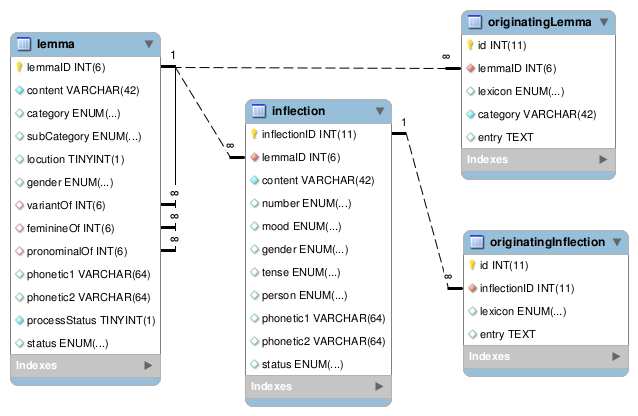 lemma
lemmaID INT(6)
content VARCHAR(42)
category ENUM(...)
subCategory ENUM(...)
locution TINYINT(1)
gender ENUM(...)
variantOf INT(6)
feminineOf INT(6)
pronominalOf INT(6)
phonetic1 VARCHAR(64)
phonetic2 VARCHAR(64)
processStatus TINYINT(1)
status ENUM(...)
Indexes
1
∞
∞
∞
∞
∞
inflection
inflectionID INT(11)
lemmaID INT(6)
content VARCHAR(42)
number ENUM(...)
mood ENUM(...)
gender ENUM(...)
tense ENUM(...)
person ENUM(...)
phonetic1 VARCHAR(64)
phonetic2 VARCHAR(64)
status ENUM(...)
Indexes
1
∞
originatingLemma
id INT(11)
lemmaID INT(6)
lexicon ENUM(...)
category VARCHAR(42)
entry TEXT
Indexes
originatingInflection
id INT(11)
inflectionID INT(11)
lexicon ENUM(...)
entry TEXT
Indexes